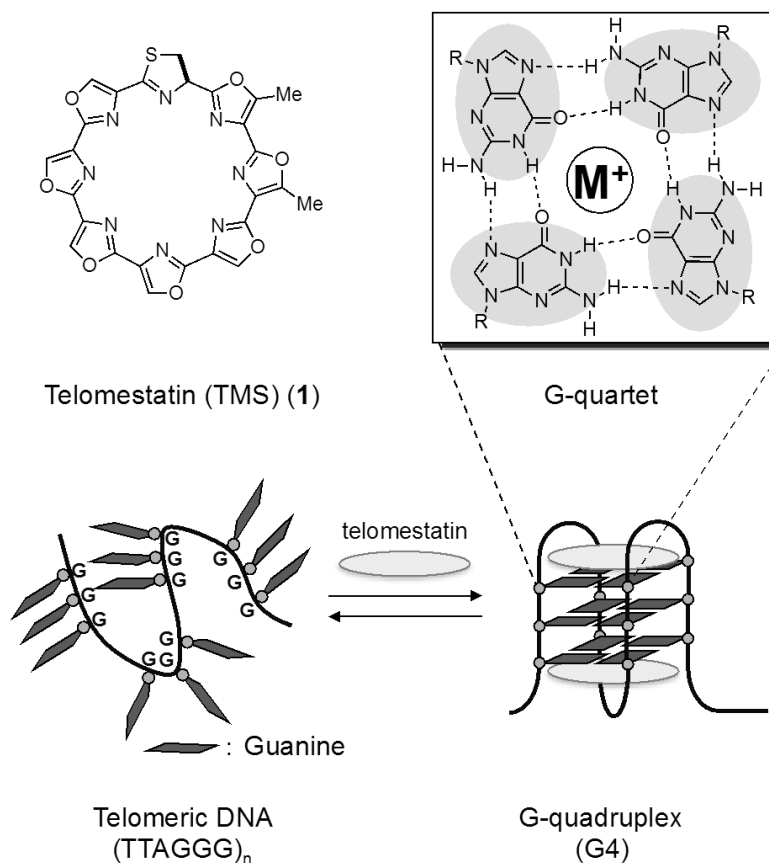 S
N
O
N
O
N
O
N
O
N
O
N
O
N
O
N
Me
Me
Telomestatin (TMS) (1)
R
N
N
N
N
O
H
N
H
H
H
N
N
N
O
H
N
N
R
N
M+
H
N
H
H
N
N
O
N
N
R
N
N
O
N
H
N
N
R
H
H
G-quartet
G
G
G
G
G
G
G
G
G
G
G
G
telomestatin
: Guanine
Telomeric DNA
(TTAGGG)n
G-quadruplex
(G4)